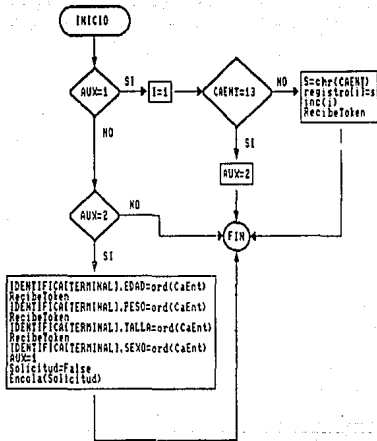 INICIO
AUX=1
SI
I=1
CAENT=13
NO
S=chr(CAENT)
registro[i]=s
inc(i)
RecibeToken
NO
SI
AUX=2
AUX=2
NO
FIN
SI
IDENTIFICA[TERMINAL].EDAD=ord(CaEnt)
RecibeToken
IDENTIFICA[TERMINAL].PESO=ord(CaEnt)
RecibeToken
IDENTIFICA[TERMINAL].TALLA=ord(CaEnt)
RecibeToken
IDENTIFICA[TERMINAL].SEXO=ord(CaEnt)
AUX=1
Solicitud=False
Encola(Solicitud)